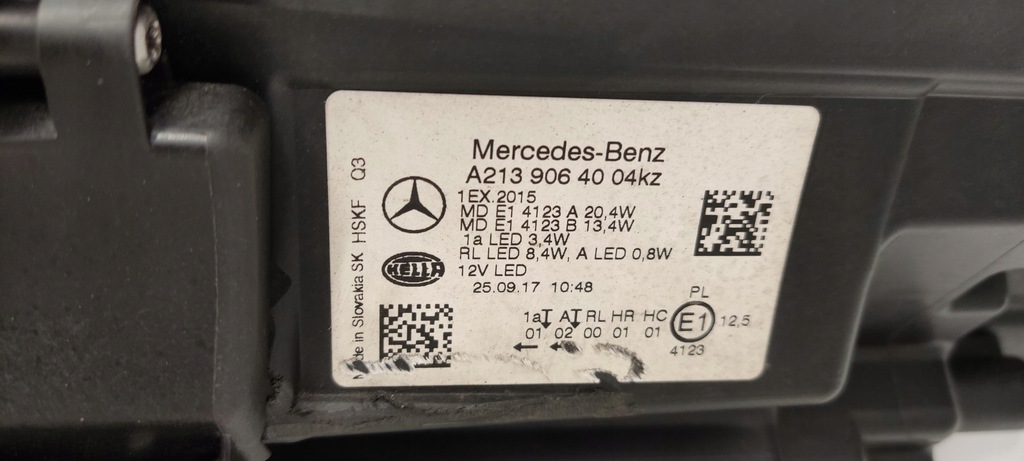 Mercedes-Benz
A213 906 40 04kz
1EX.2015
MD E1 4123 A 20,4W
MD E1 4123 B 13,4W
1a LED 3,4W
RL LED 8,4W, A LED 0,8W
12V LED
25.09.17 10:48
HELLA
Made in Slovakia SK HSKF Q3
1a A RL HR HC
01 02 00 01 01
PL
E1 12,5
4123